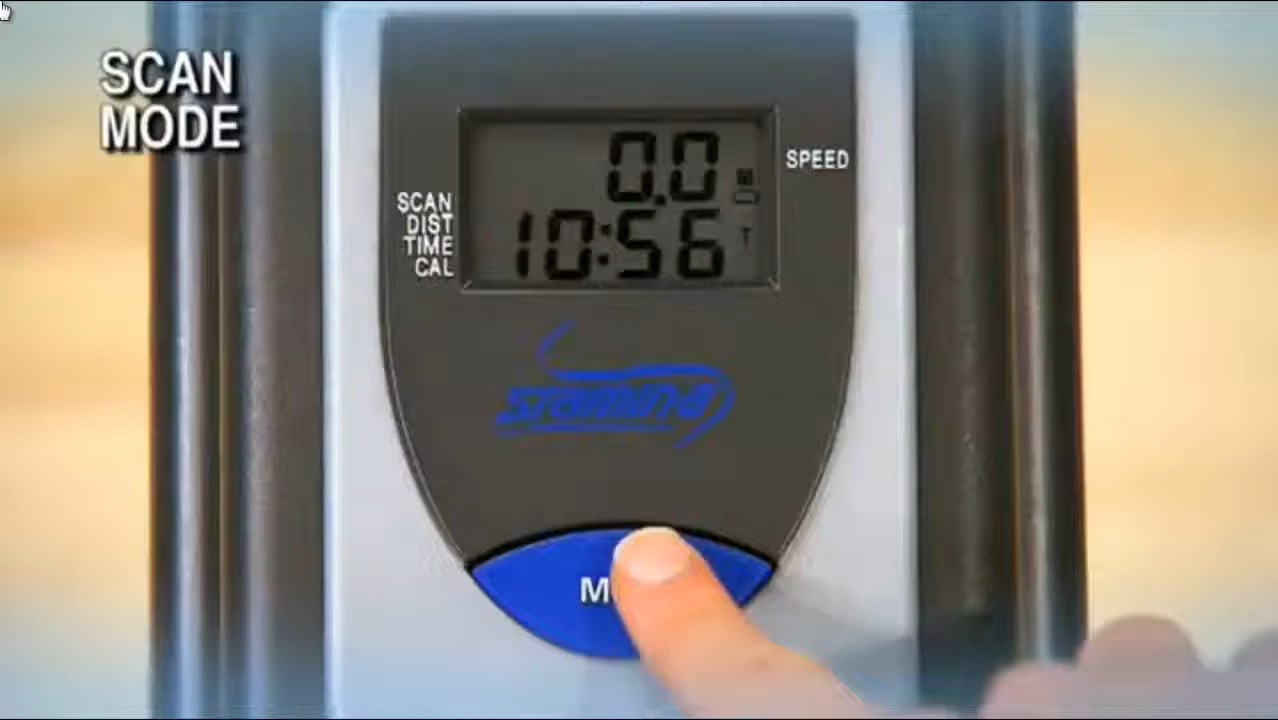 SCAN
MODE
0.0
SPEED
SCAN
DIST
TIME
CAL
10:56
T
STAMINA
M